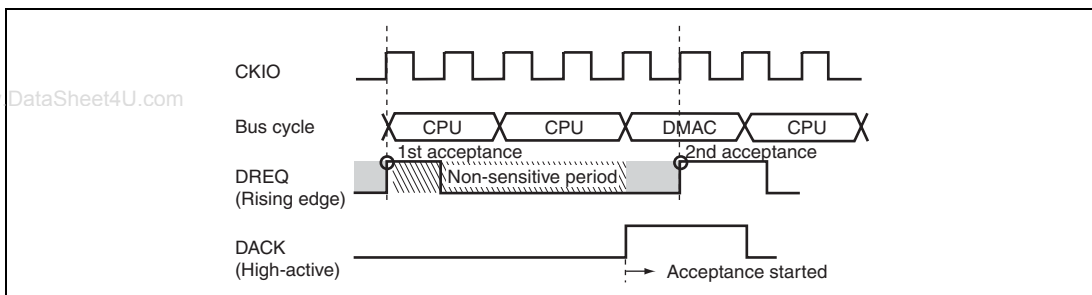 CKIO
DataSheet4U.com
Bus cycle CPU CPU DMAC CPU
1st acceptance 2nd acceptance
DREQ Non-sensitive period
(Rising edge)
DACK
(High-active) Acceptance started